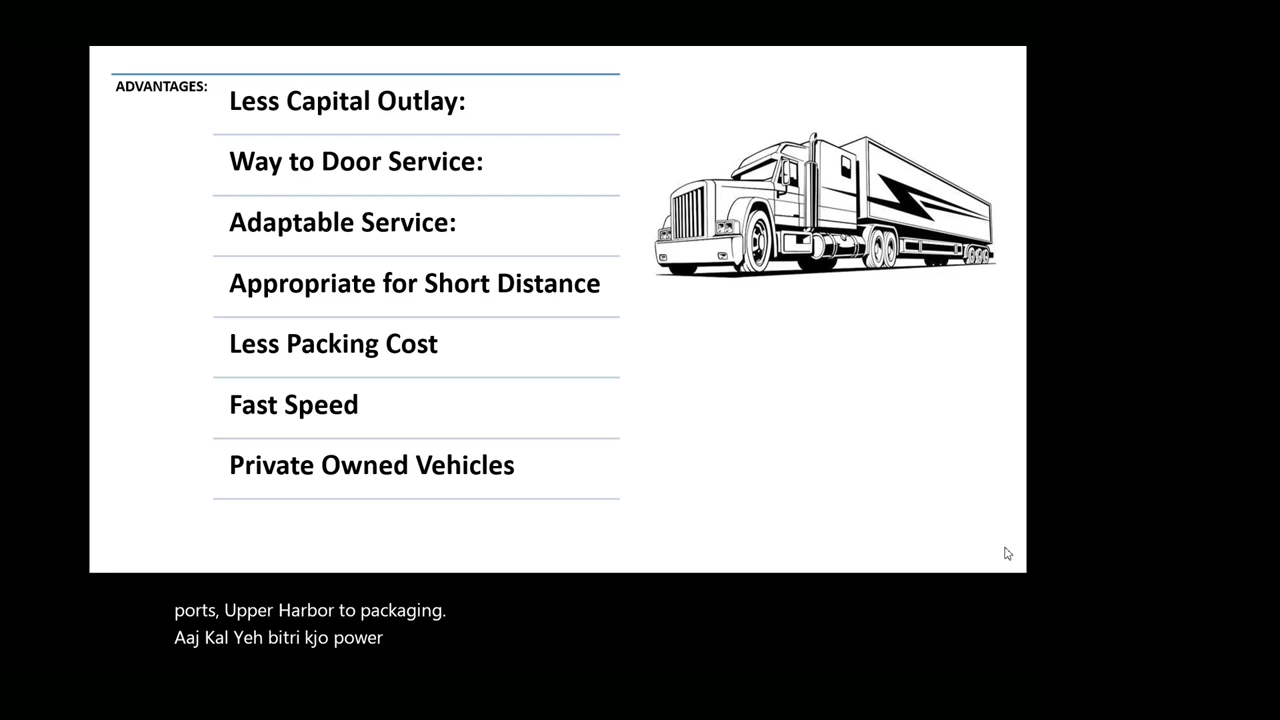 ADVANTAGES:
Less Capital Outlay:
Way to Door Service:
Adaptable Service:
Appropriate for Short Distance
Less Packing Cost
Fast Speed
Private Owned Vehicles
ports, Upper Harbor to packaging.
Aaj Kal Yeh bitri kjo power